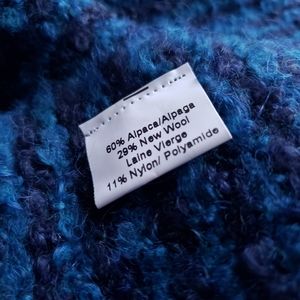 60% Alpaca/Alpaga
29% New Wool
Laine Vierge
11% Nylon/ Polyamide